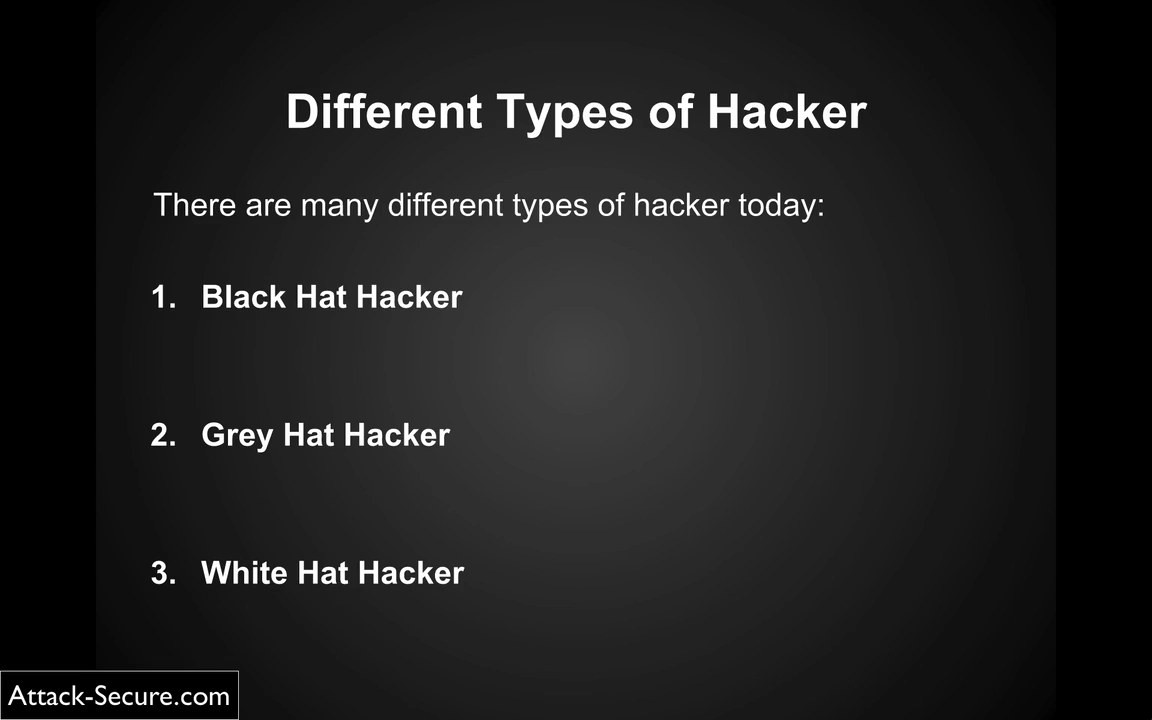 Different Types of Hacker
There are many different types of hacker today:
1. Black Hat Hacker
2. Grey Hat Hacker
3. White Hat Hacker
Attack-Secure.com